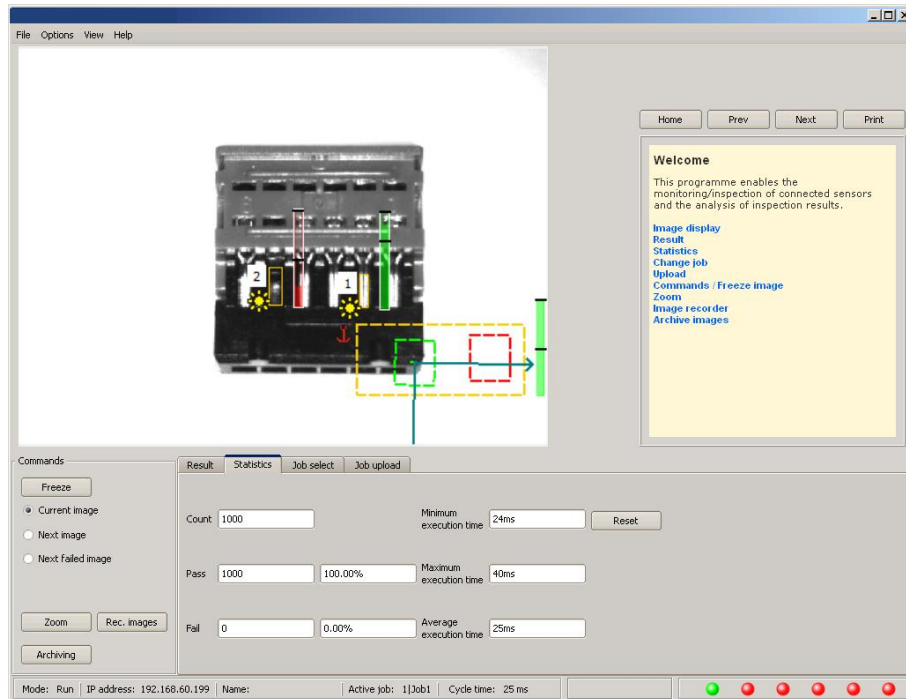 File Options View Help
2
1
Home Prev Next Print
Welcome
This programme enables the
monitoring/inspection of connected sensors
and the analysis of inspection results.
Image display
Result
Statistics
Change job
Upload
Commands / Freeze image
Zoom
Image recorder
Archive images
Commands
Freeze
Current image
Next image
Next failed image
Zoom Rec. images
Archiving
Result Statistics Job select Job upload
Count 1000 Minimum execution time 24ms Reset
Pass 1000 100.00% Maximum execution time 40ms
Fail 0 0.00% Average execution time 25ms
Mode: Run IP address: 192.168.60.199 Name: Active job: 1|Job1 Cycle time: 25 ms